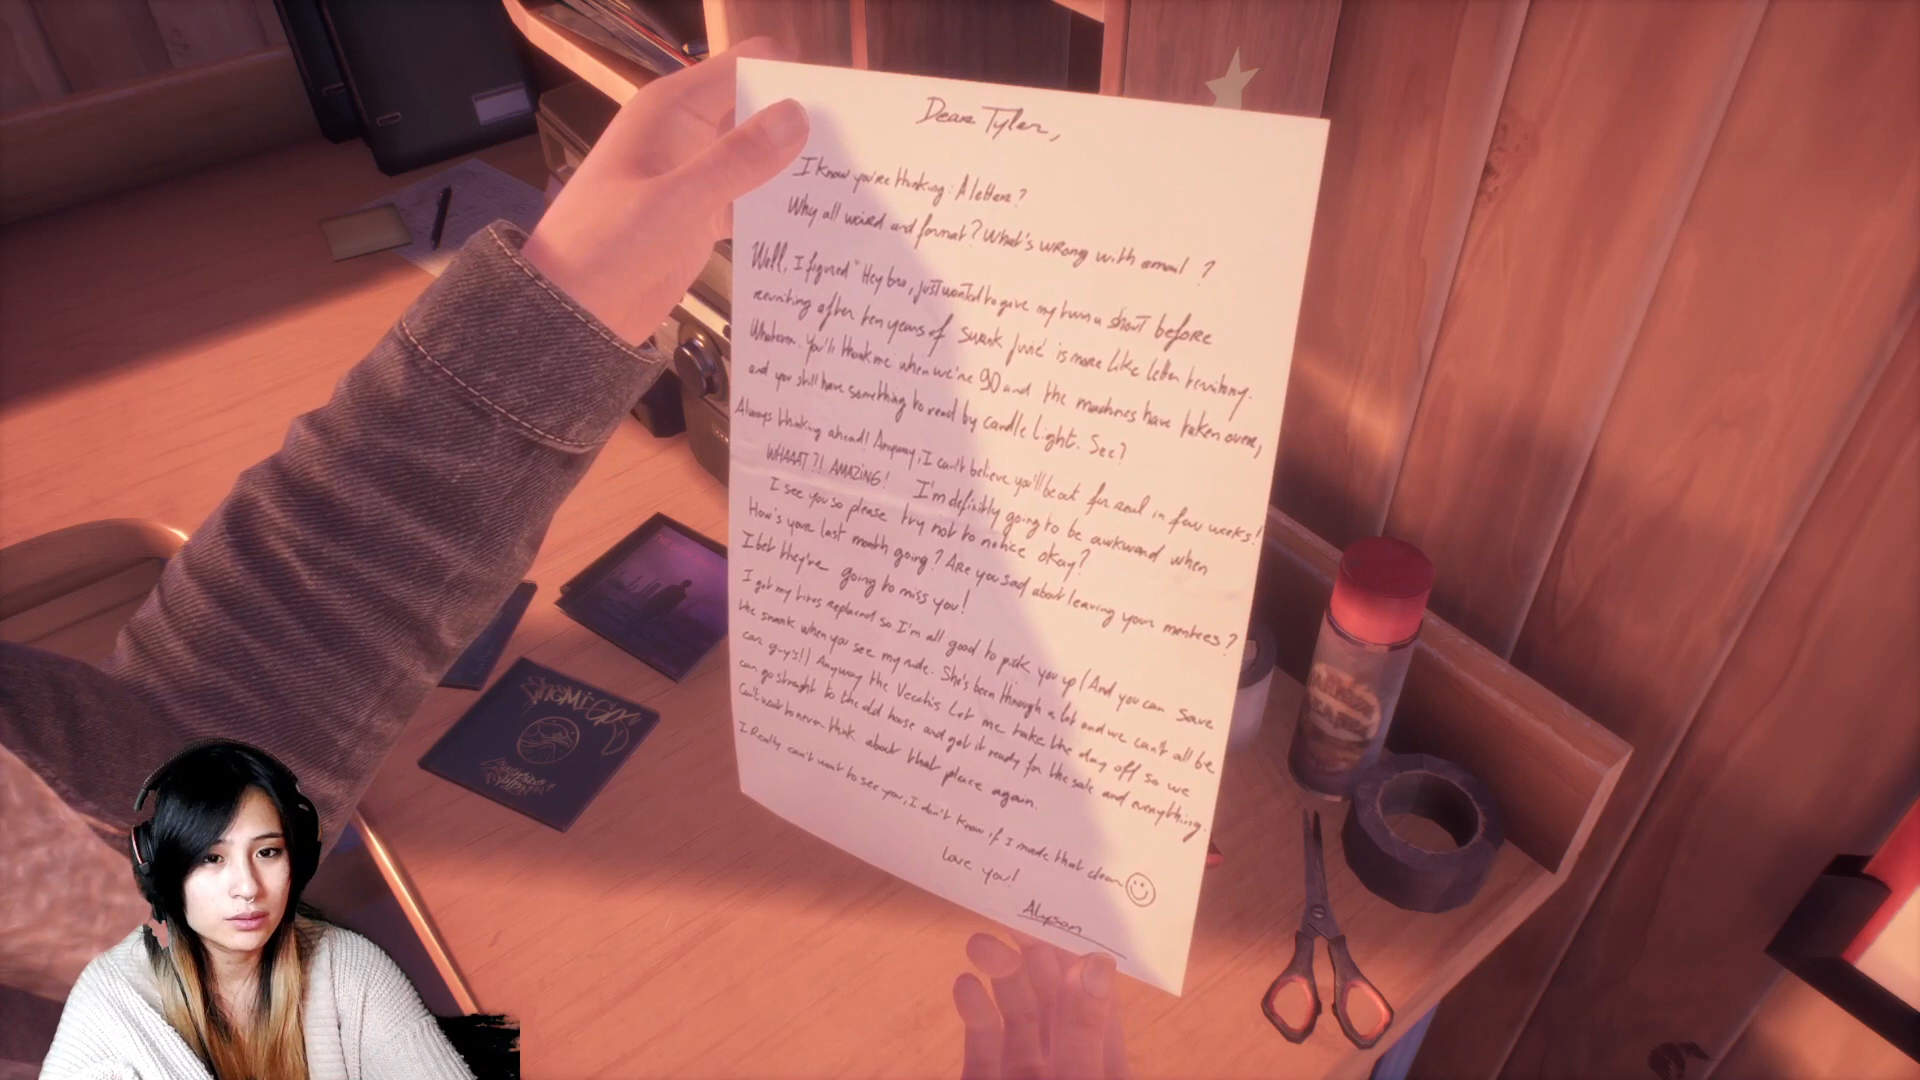 Dear Tyler,
I know you're thinking: A letter?
Why all weird and format? What's wrong with email ?
Well, I figured "Hey bro, just wanted to give my twin a shout before
reuniting after ten years of swank juvie' is more like letter territory.
Whatever. You'll thank me when we're 90 and the machines have taken over,
and you still have something to read by candle light. See?
Always thinking ahead! Anyway, I can't believe you'll be out for real in few weeks!
WHAAAT?! AMAZING! I'm definitly going to be awkward when
I see you so please try not to notice okay?
How's your last month going? Are you sad about leaving your mentees?
I bet they're going to miss you!
I got my tires replaced so I'm all good to pick you up (And you can save
the snark when you see my ride. She's been through a lot and we can't all be
car guys!) Anyway the Vecchis let me take the day off so we
can go straight to the old house and get it ready for the sale and everything.
Can't wait to never think about that place again.
I Really can't wait to see you, I don't know if I made that clear
love you!
Alyson